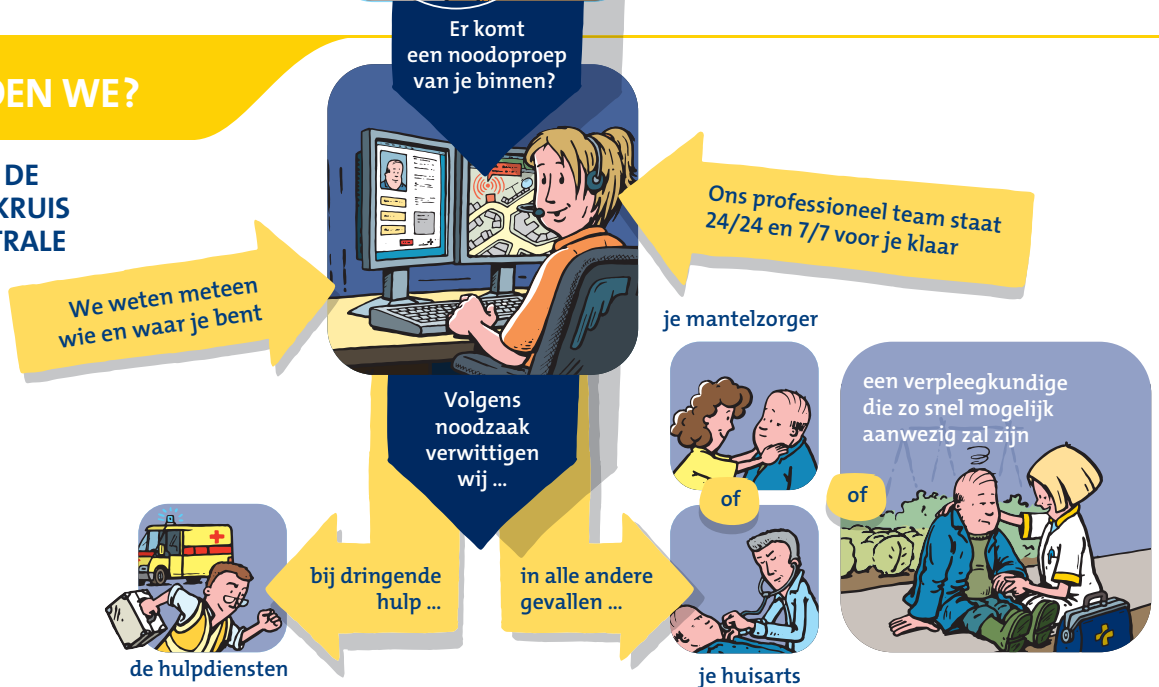 Er komt
een noodoproep
van je binnen?
DEN WE?
DE
KRUIS
TRALE
We weten meteen
wie en waar je bent
Ons professioneel team staat
24/24 en 7/7 voor je klaar
Volgens
noodzaak
verwittigen
wij ...
bij dringende
hulp ...
de hulpdiensten
in alle andere
gevallen ...
je mantelzorger
of
je huisarts
of
een verpleegkundige
die zo snel mogelijk
aanwezig zal zijn